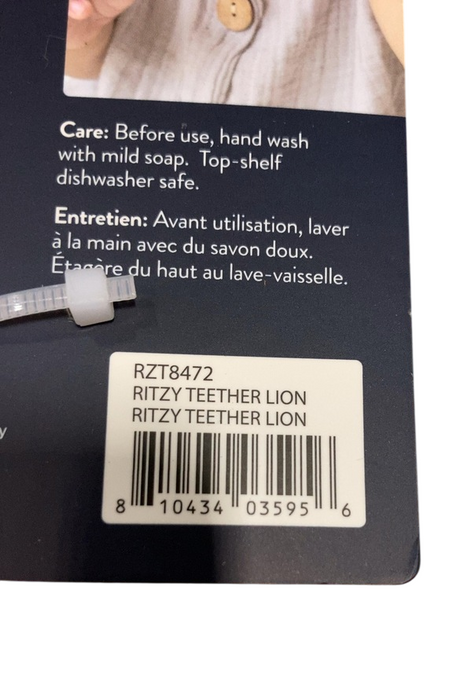 Care: Before use, hand wash
with mild soap. Top-shelf
dishwasher safe.
Entretien: Avant utilisation, laver
à la main avec du savon doux.
Étagère du haut au lave-vaisselle.
y
RZT8472
RITZY TEETHER LION
RITZY TEETHER LION
8 10434 03595 6